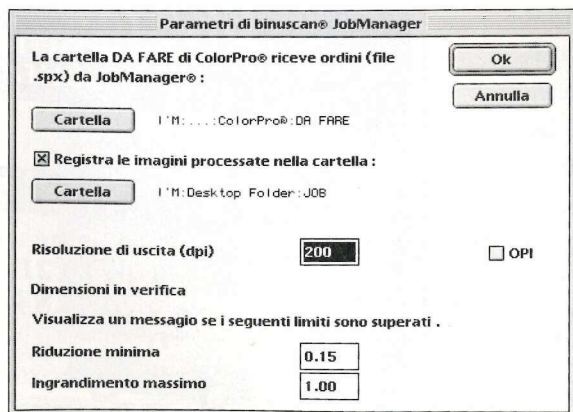 Parametri di binuscan® JobManager
La cartella DA FARE di ColorPro® riceve ordini (file
.spx) da JobManager® :
Ok
Annulla
Cartella I'M:...:ColorPro®:DA FARE
Registra le imagini processate nella cartella :
Cartella I'M:Desktop Folder:JOB
Risoluzione di uscita (dpi) 200 OPI
Dimensioni in verifica
Visualizza un messagio se i seguenti limiti sono superati .
Riduzione minima 0.15
Ingrandimento massimo 1.00